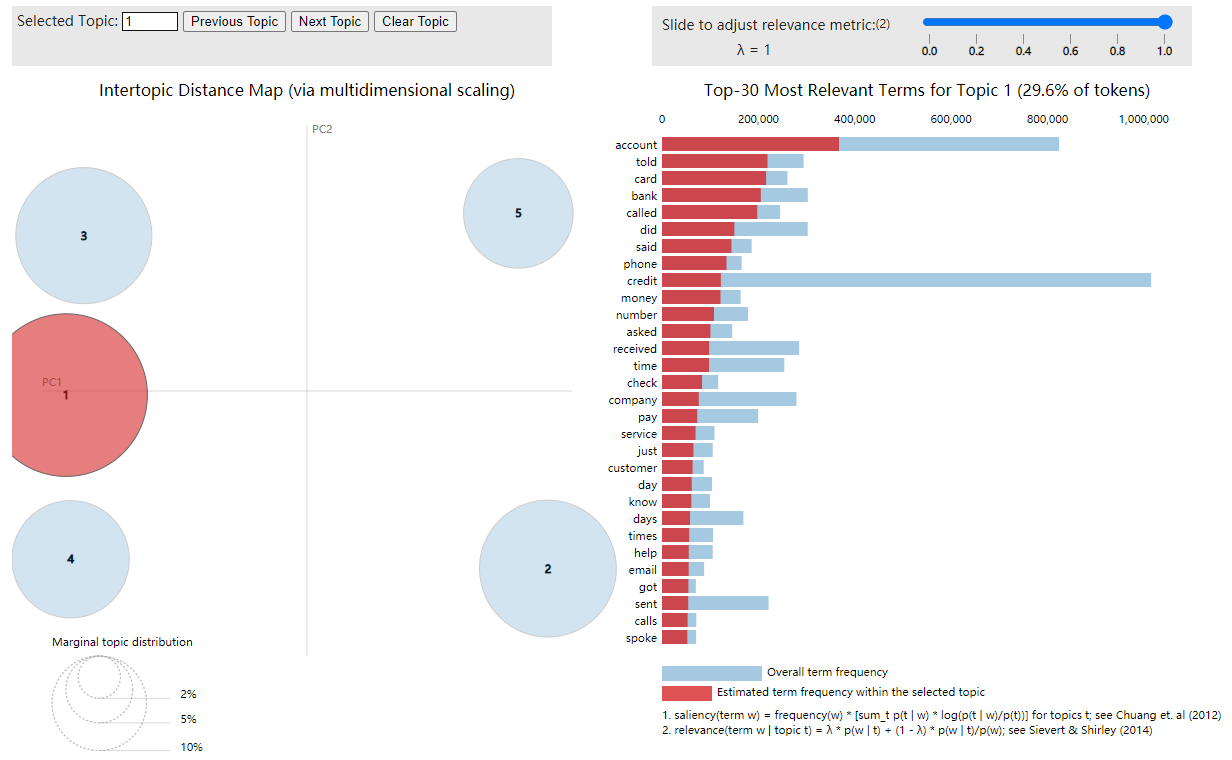 Selected Topic: 1 Previous Topic Next Topic Clear Topic
Slide to adjust relevance metric:(2)
λ = 1
0.0 0.2 0.4 0.6 0.8 1.0
Intertopic Distance Map (via multidimensional scaling)
PC2
3
5
PC1
1
4
2
Marginal topic distribution
2%
5%
10%
Top-30 Most Relevant Terms for Topic 1 (29.6% of tokens)
0 200,000 400,000 600,000 800,000 1,000,000
account
told
card
bank
called
did
said
phone
credit
money
number
asked
received
time
check
company
pay
service
just
customer
day
know
days
times
help
email
got
sent
calls
spoke
Overall term frequency
Estimated term frequency within the selected topic
1. saliency(term w) = frequency(w) * [sum_t p(t | w) * log(p(t | w)/p(t))] for topics t; see Chuang et. al (2012)
2. relevance(term w | topic t) = λ * p(w | t) + (1 - λ) * p(w | t)/p(w); see Sievert & Shirley (2014)